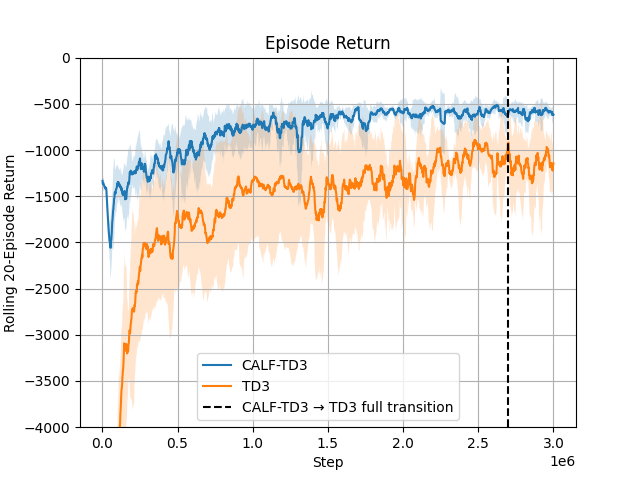 Episode Return
Rolling 20-Episode Return
0
−500
−1000
−1500
−2000
−2500
−3000
−3500
−4000
CALF-TD3
TD3
CALF-TD3 → TD3 full transition
0.0 0.5 1.0 1.5 2.0 2.5 3.0
1e6
Step